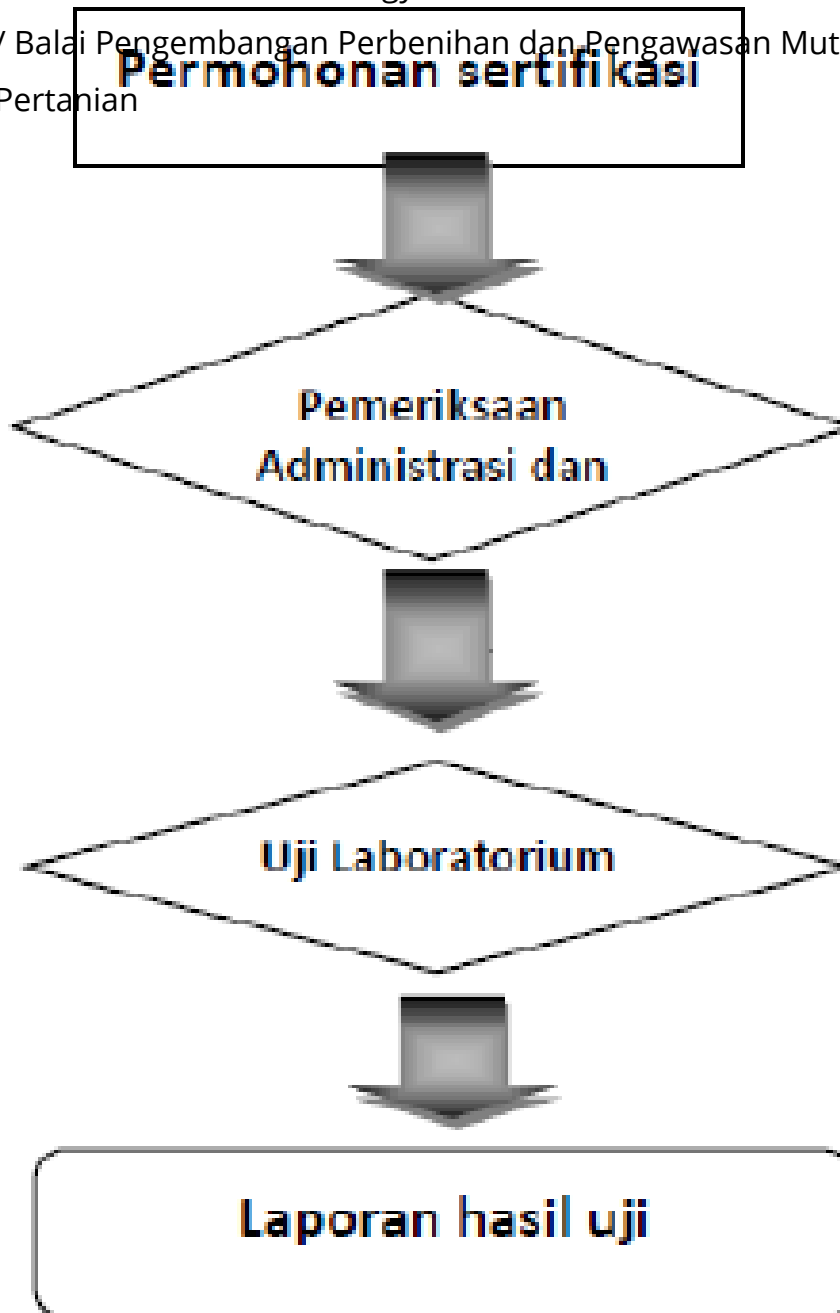 / Balai Pengembangan Perbenihan dan Pengawasan Mut
Permohonan sertifikasi
Pertanian
Pemeriksaan
Administrasi dan
Uji Laboratorium
Laporan hasil uji